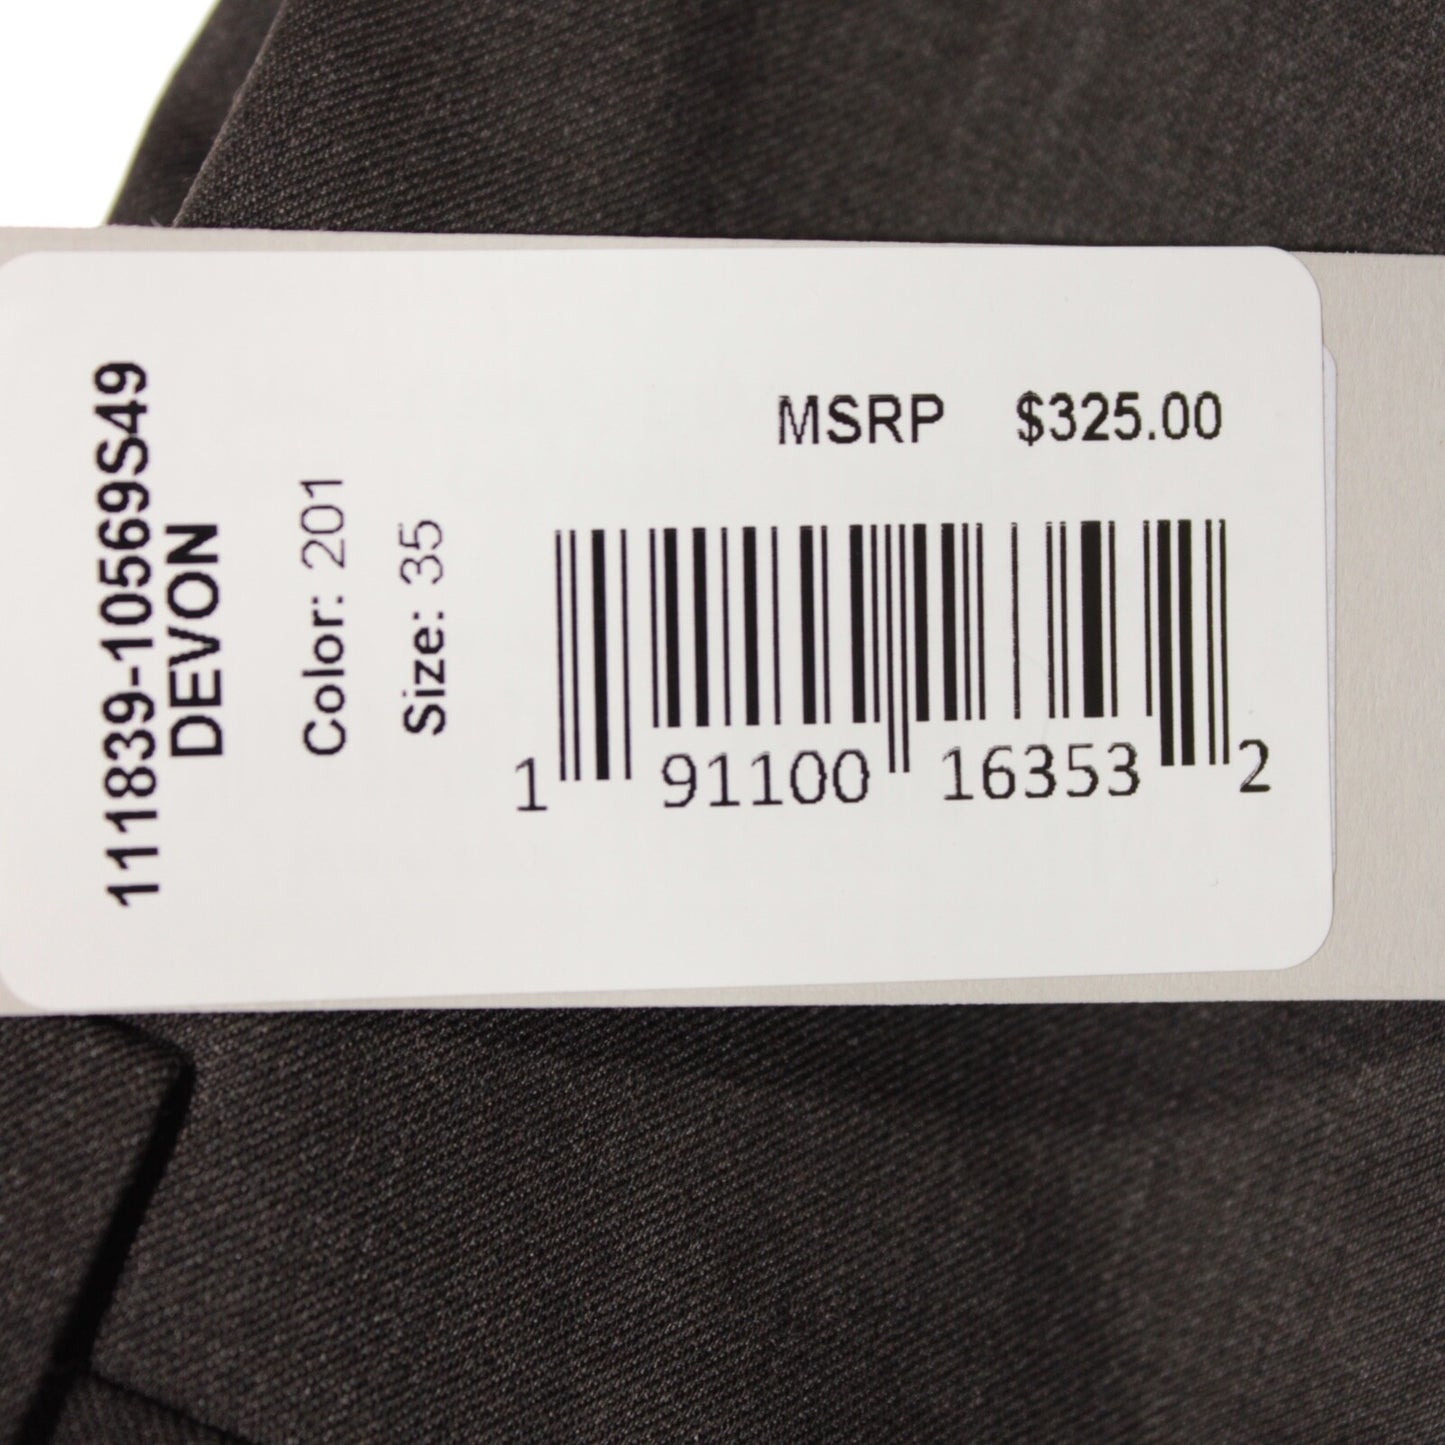 111839-10569S49
DEVON
Color: 201
Size: 35
MSRP $325.00
1 91100 16353 2